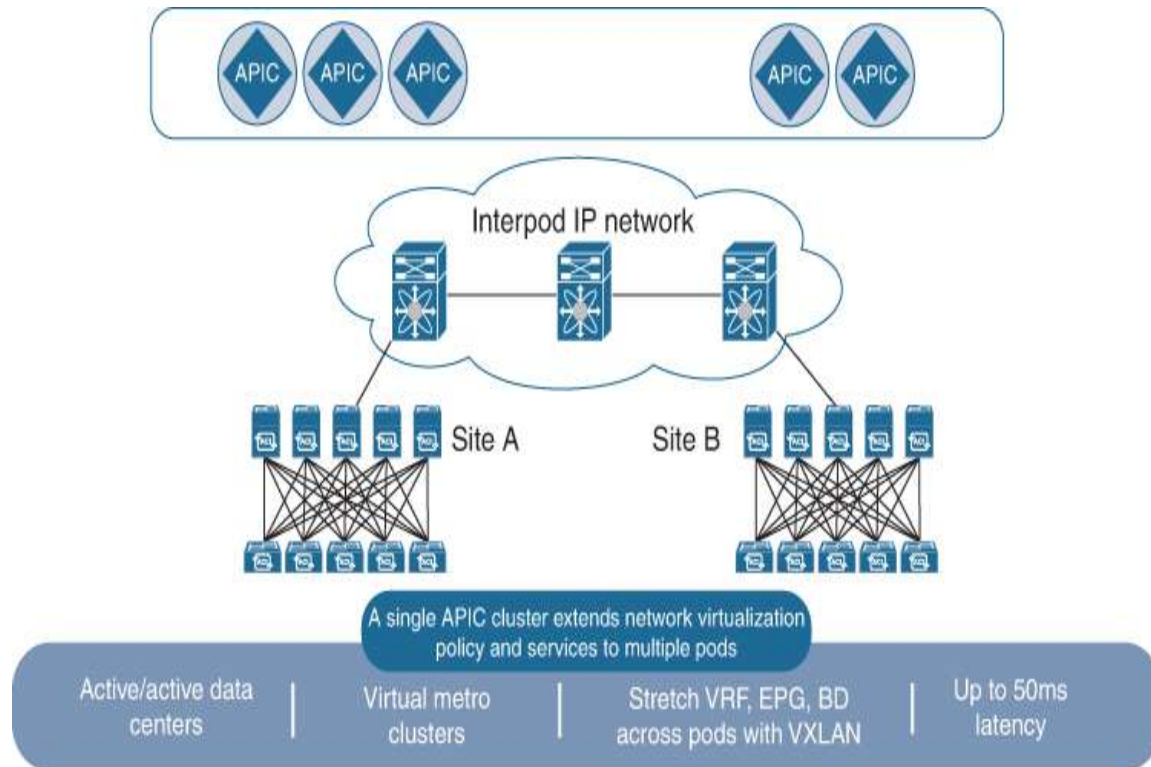 APIC APIC APIC APIC APIC
Interpod IP network
Site A
Site B
A single APIC cluster extends network virtualization
policy and services to multiple pods
Active/active data
centers
Virtual metro
clusters
Stretch VRF, EPG, BD
across pods with VXLAN
Up to 50ms
latency